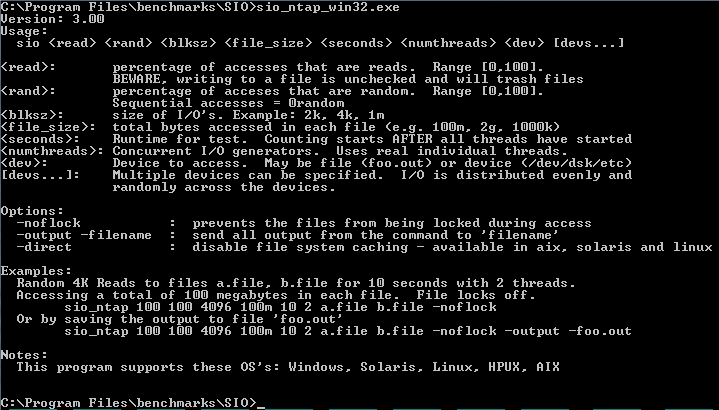 C:\Program Files\benchmarks\SIO>sio_ntap_win32.exe
Version: 3.00
Usage:
sio <read> <rand> <blksz> <file_size> <seconds> <numthreads> <dev> [devs...]
<read>: percentage of accesses that are reads. Range [0,100].
BEWARE, writing to a file is unchecked and will trash files
<rand>: percentage of acceses that are random. Range [0,100].
Sequential accesses = 0random
<blksz>: size of I/O's. Example: 2k, 4k, 1m
<file_size>: total bytes accessed in each file (e.g. 100m, 2g, 1000k)
<seconds>: Runtime for test. Counting starts AFTER all threads have started
<numthreads>: Concurrent I/O generators. Uses real individual threads.
<dev>: Device to access. May be file (foo.out) or device (/dev/dsk/etc)
[devs...]: Multiple devices can be specified. I/O is distributed evenly and
randomly across the devices.
Options:
-noflock : prevents the files from being locked during access
-output -filename : send all output from the command to 'filename'
-direct : disable file system caching - available in aix, solaris and linux
Examples:
Random 4K Reads to files a.file, b.file for 10 seconds with 2 threads.
Accessing a total of 100 megabytes in each file. File locks off.
sio_ntap 100 100 4096 100m 10 2 a.file b.file -noflock
Or by saving the output to file 'foo.out'
sio_ntap 100 100 4096 100m 10 2 a.file b.file -noflock -output -foo.out
Notes:
This program supports these OS's: Windows, Solaris, Linux, HPUX, AIX
C:\Program Files\benchmarks\SIO>_